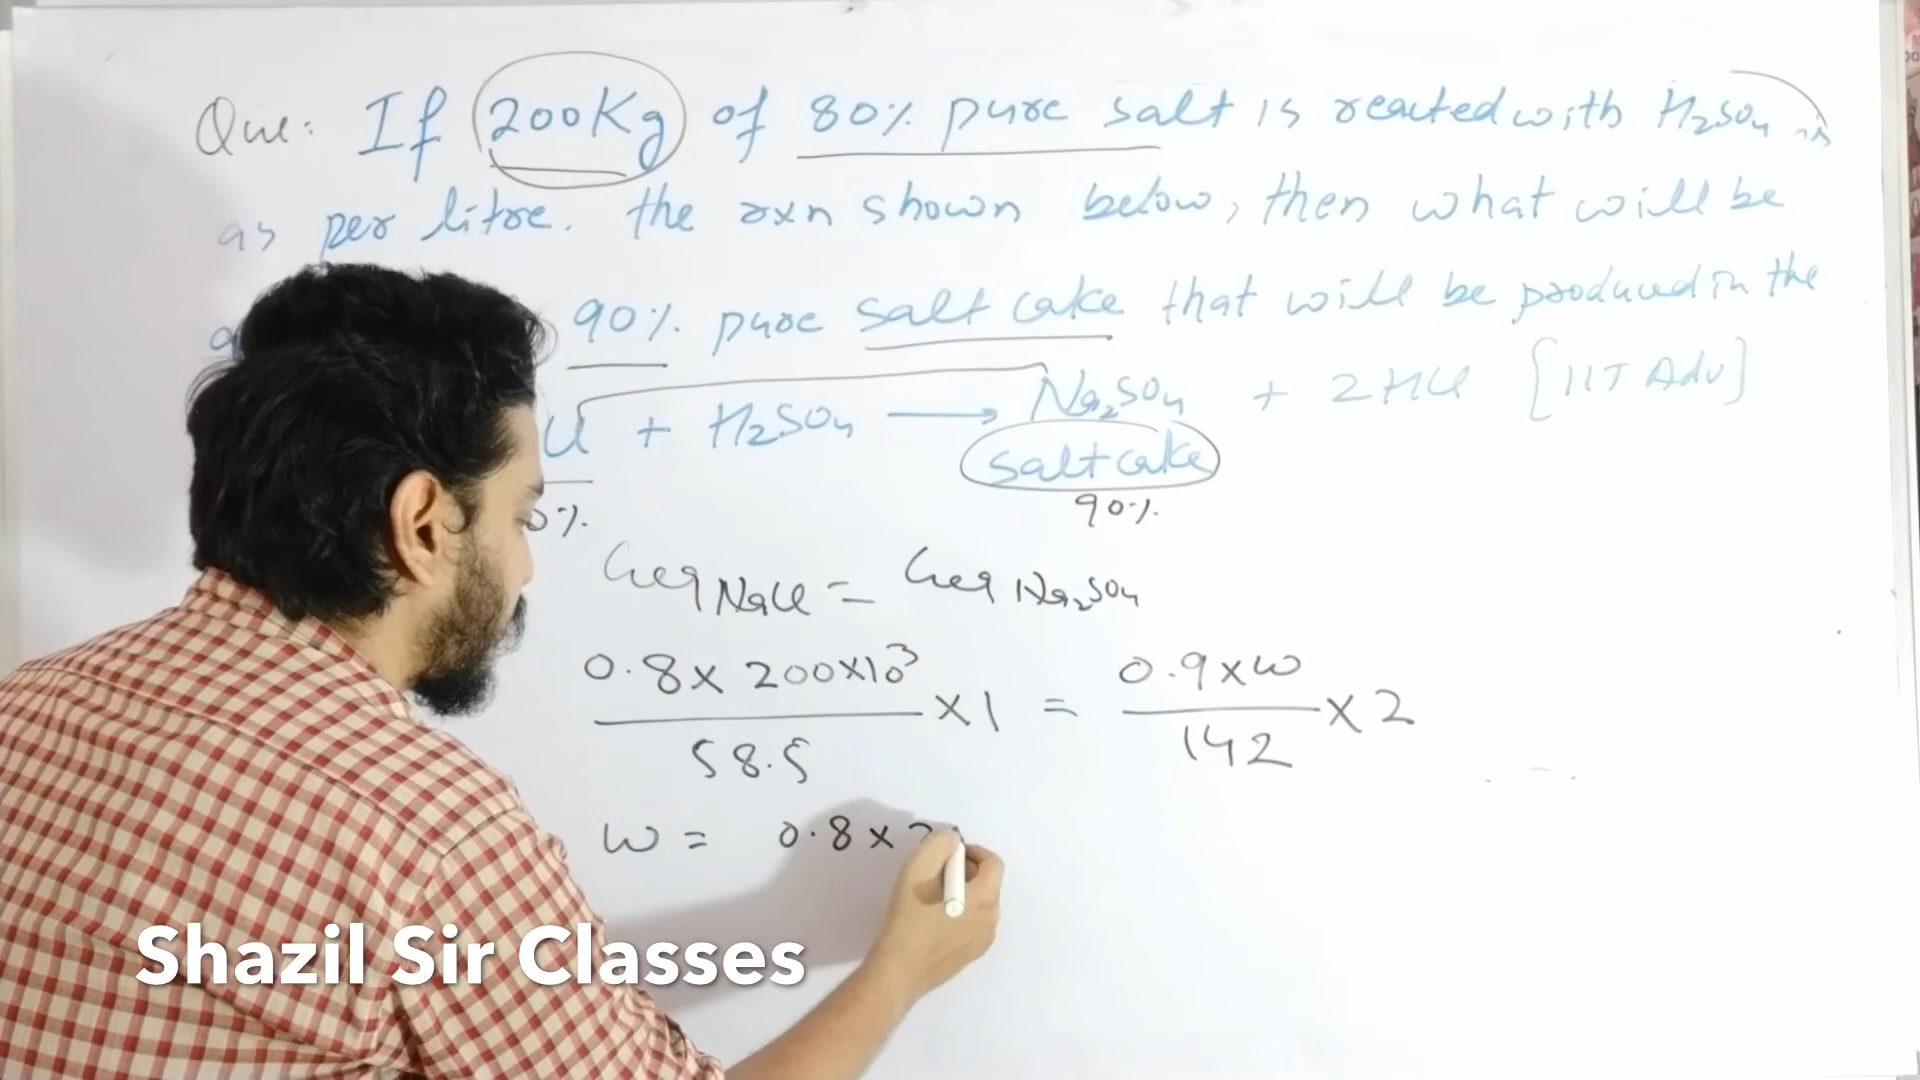 Que: If 200Kg of 80% pure salt is reacted with H₂SO₄ is
as per litre. the rxn shown below, then what will be
90% pure salt cake that will be produced in the
+ H₂SO₄ → Na₂SO₄ + 2HCl [IIT Adv]
salt cake
%. 90%.
Geq NaCl = Geq Na₂SO₄
0.8 × 200×10³ / 58.5 × 1 = 0.9×w / 142 × 2
w = 0.8 ×
Shazil Sir Classes